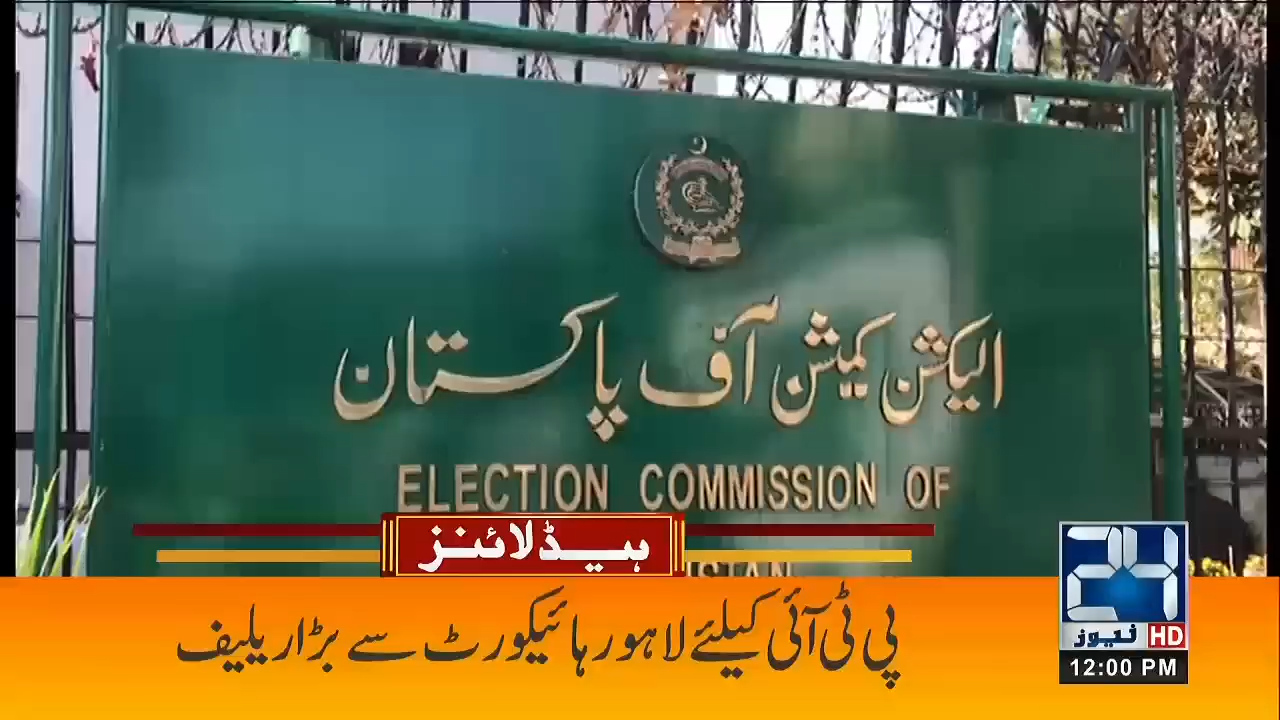 الیکشن کمیشن آف پاکستان
ELECTION COMMISSION OF
ہیڈلائنز
پی ٹی آئی کیلئے لاہور ہائیکورٹ سے بڑا ریلیف
24
نیوز HD
12:00 PM